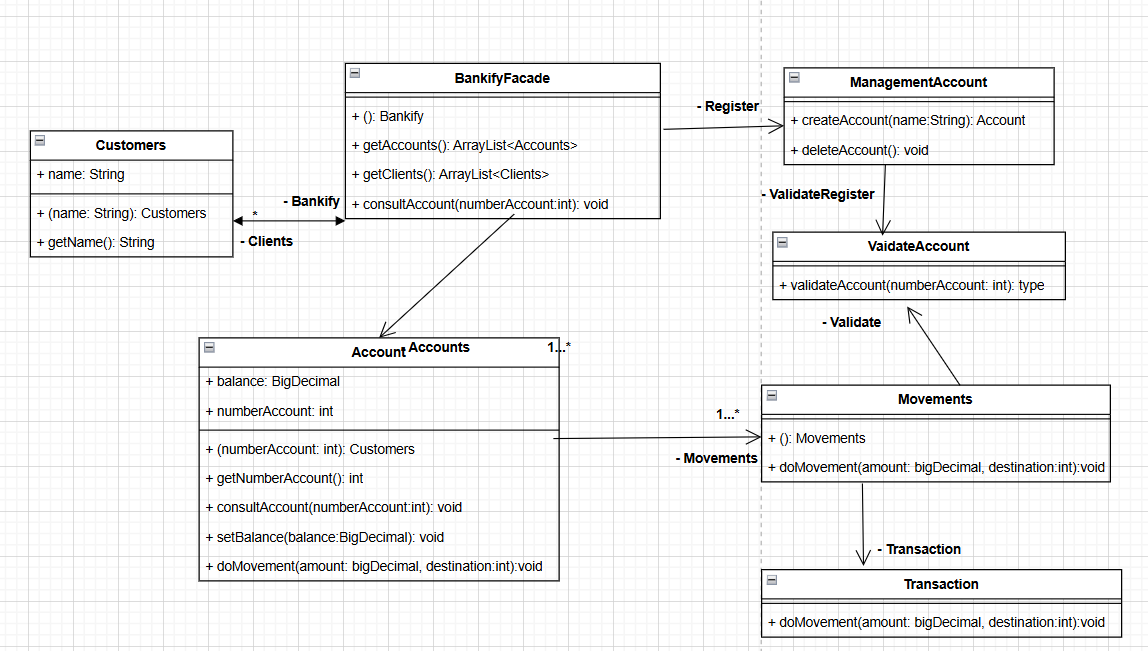 BankifyFacade
+ (): Bankify
+ getAccounts(): ArrayList<Accounts>
+ getClients(): ArrayList<Clients>
+ consultAccount(numberAccount:int): void
- Register
ManagementAccount
+ createAccount(name:String): Account
+ deleteAccount(): void
Customers
+ name: String
+ (name: String): Customers
+ getName(): String
- Bankify
*
- Clients
- ValidateRegister
VaidateAccount
+ validateAccount(numberAccount: int): type
- Validate
Account
- Accounts
1...*
+ balance: BigDecimal
+ numberAccount: int
+ (numberAccount: int): Customers
+ getNumberAccount(): int
+ consultAccount(numberAccount:int): void
+ setBalance(balance:BigDecimal): void
+ doMovement(amount: bigDecimal, destination:int):void
1...*
- Movements
Movements
+ (): Movements
+ doMovement(amount: bigDecimal, destination:int):void
- Transaction
Transaction
+ doMovement(amount: bigDecimal, destination:int):void